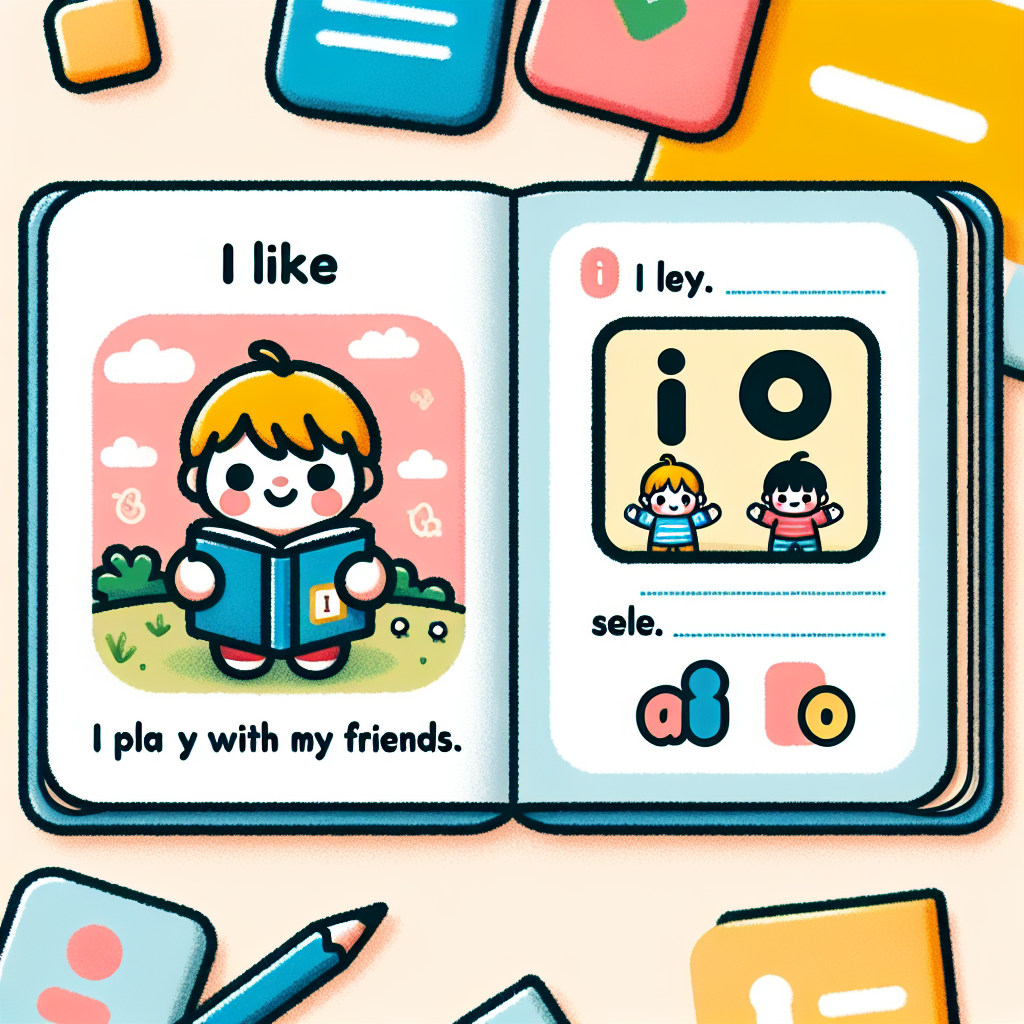 I like
I
I pla y with my friends.
i I ley.
i o
sele.
ai o